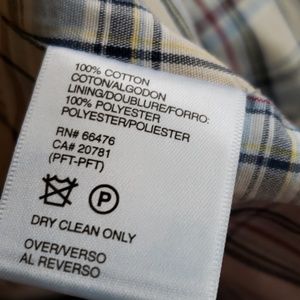 100% COTTON
COTON/ALGODON
LINING/DOUBLURE/FORRO:
100% POLYESTER
POLYESTER/POLIESTER
RN# 66476
CA# 20781
(PFT-PFT)
P
DRY CLEAN ONLY
OVER/VERSO
AL REVERSO